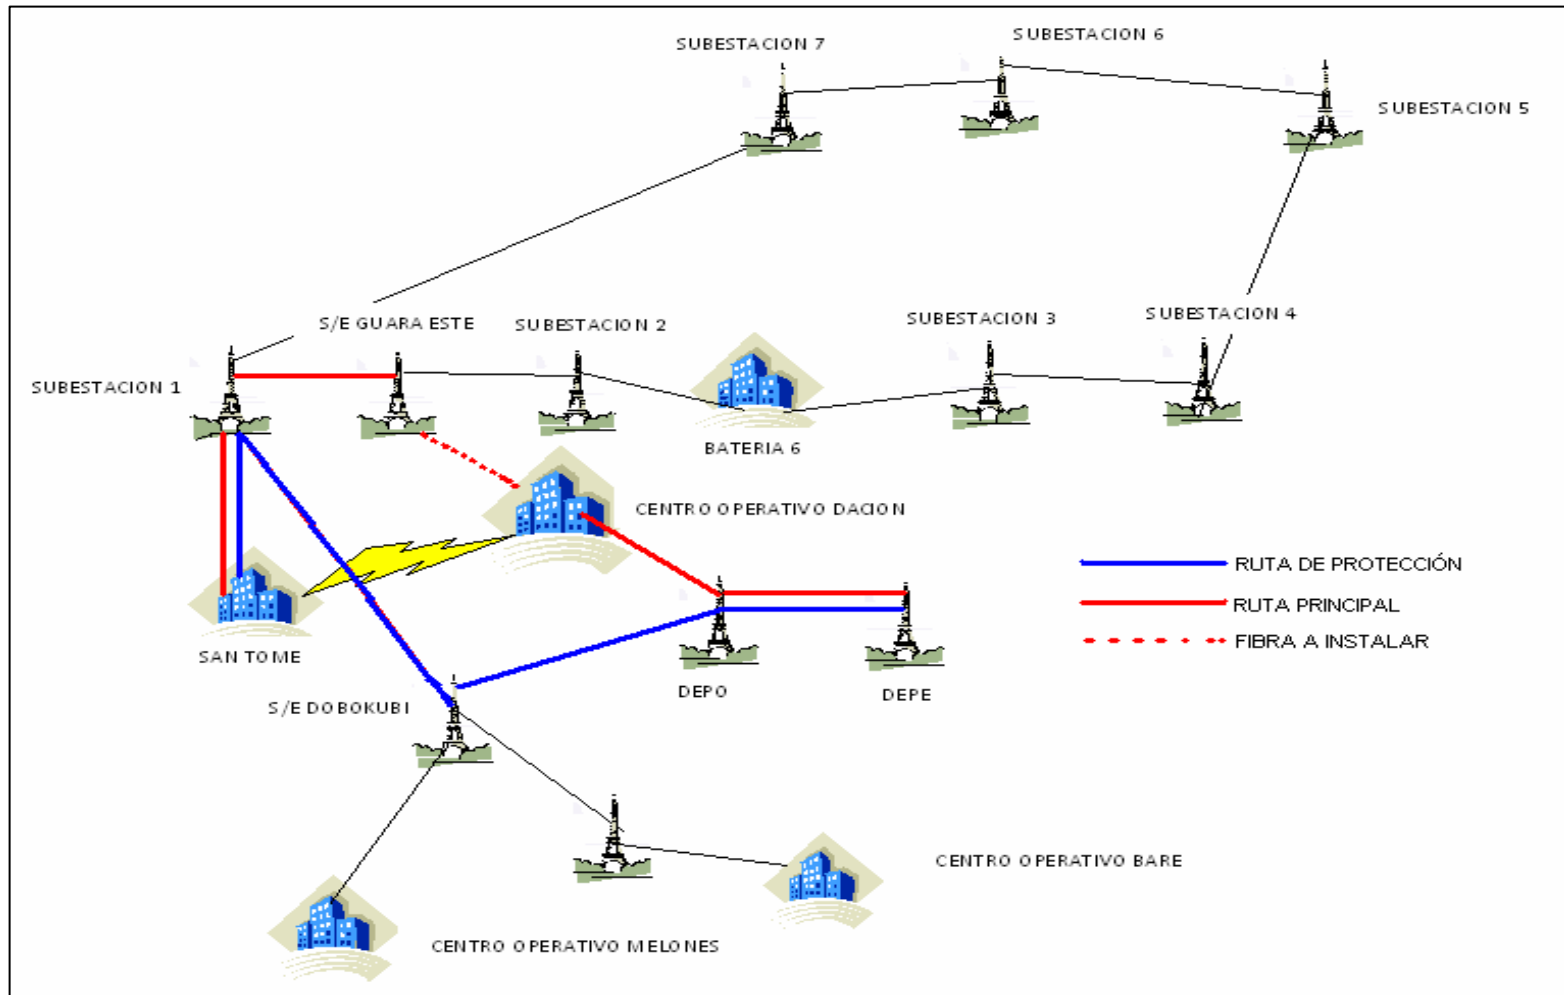 SUBESTACION 7
SUBESTACION 6
SUBESTACION 5
S/E GUARA ESTE
SUBESTACION 2
SUBESTACION 3
SUBESTACION 4
SUBESTACION 1
BATERIA 6
CENTRO OPERATIVO DACION
RUTA DE PROTECCIÓN
RUTA PRINCIPAL
FIBRA A INSTALAR
SAN TOME
DEPO
DEPE
S/E DOBOKUBI
CENTRO OPERATIVO BARE
CENTRO OPERATIVO MELONES